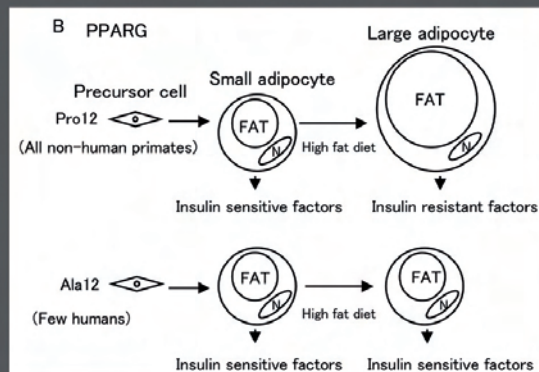 B PPARG
Large adipocyte
Precursor cell
Small adipocyte
Pro12
FAT
N
High fat diet
FAT
N
(All non-human primates)
Insulin sensitive factors
Insulin resistant factors
Ala12
FAT
N
High fat diet
FAT
N
(Few humans)
Insulin sensitive factors
Insulin sensitive factors